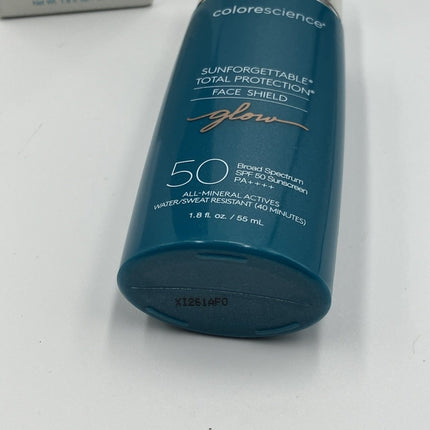 colorescience®
SUNFORGETTABLE®
TOTAL PROTECTION®
FACE SHIELD
glow
50
Broad Spectrum
SPF 50 Sunscreen
PA++++
ALL-MINERAL ACTIVES
WATER/SWEAT RESISTANT (40 MINUTES)
1.8 fl. oz. / 55 mL
XI261AFO